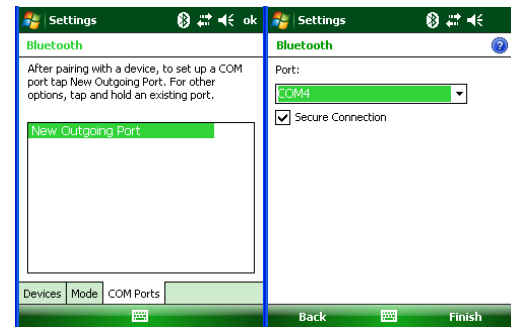 Settings
ok
Bluetooth
After pairing with a device, to set up a COM
port tap New Outgoing Port. For other
options, tap and hold an existing port.
New Outgoing Port
Devices Mode COM Ports
Settings
Bluetooth
?
Port:
COM4
Secure Connection
Back Finish